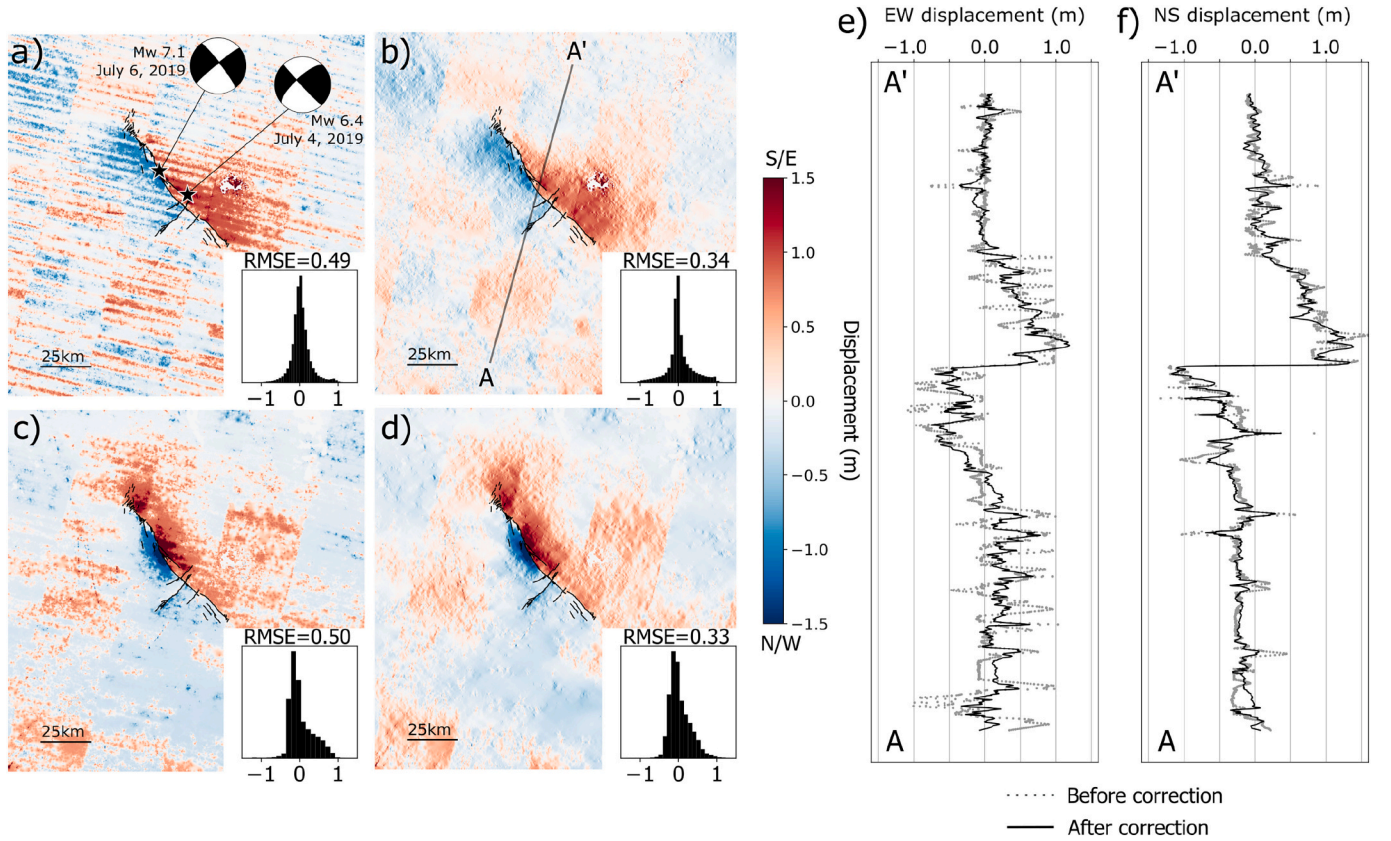 a)
Mw 7.1
July 6, 2019
Mw 6.4
July 4, 2019
25km
RMSE=0.49
−1 0 1
b)
A'
A
25km
RMSE=0.34
−1 0 1
c)
25km
RMSE=0.50
−1 0 1
d)
25km
RMSE=0.33
−1 0 1
S/E
1.5
1.0
0.5
0.0
−0.5
−1.0
−1.5
N/W
Displacement (m)
e) EW displacement (m)
−1.0 0.0 1.0
A'
A
f) NS displacement (m)
−1.0 0.0 1.0
A'
A
Before correction
After correction